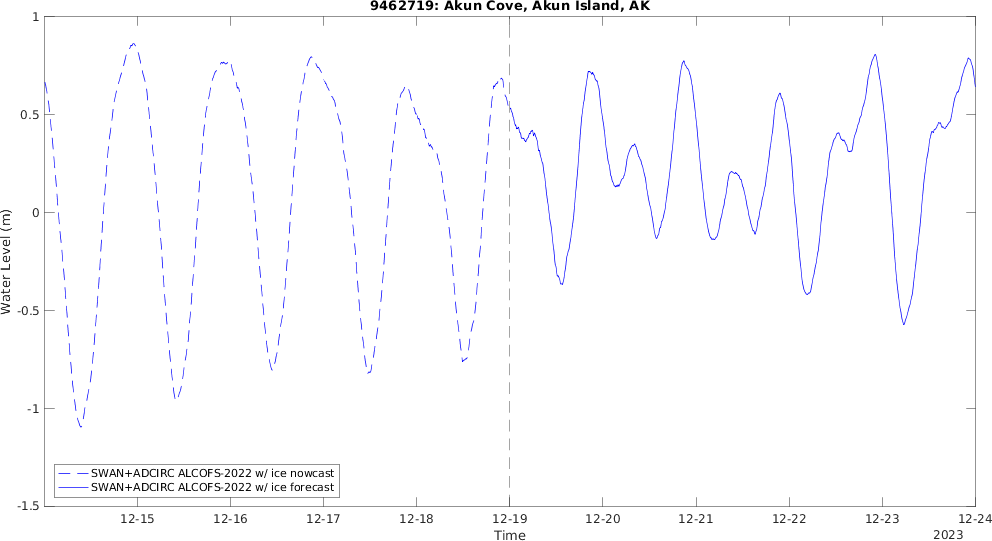 9462719: Akun Cove, Akun Island, AK
1
0.5
0
-0.5
-1
-1.5
Water Level (m)
SWAN+ADCIRC ALCOFS-2022 w/ ice nowcast
SWAN+ADCIRC ALCOFS-2022 w/ ice forecast
12-15 12-16 12-17 12-18 12-19 12-20 12-21 12-22 12-23 12-24
Time
2023